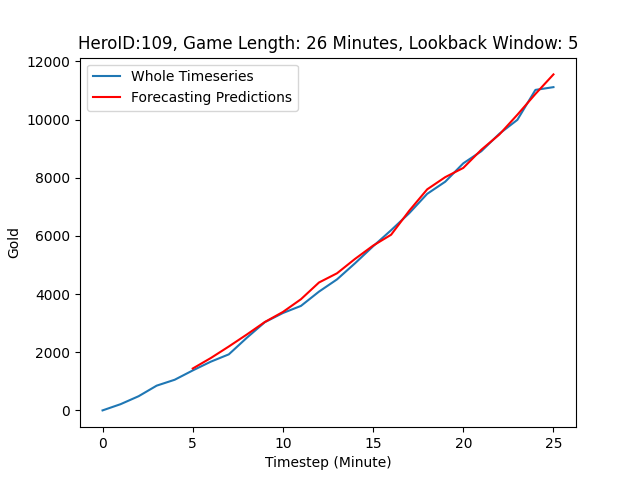 HeroID:109, Game Length: 26 Minutes, Lookback Window: 5
Whole Timeseries
Forecasting Predictions
12000
10000
8000
6000
4000
2000
0
Gold
0 5 10 15 20 25
Timestep (Minute)